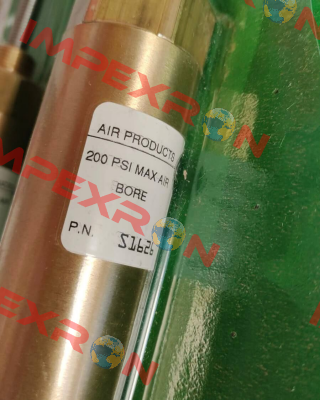 IMPEXRON
AIR PRODUCTS
200 PSI MAX AIR
BORE
P.N.
IMPEXRON
IMPEXRON